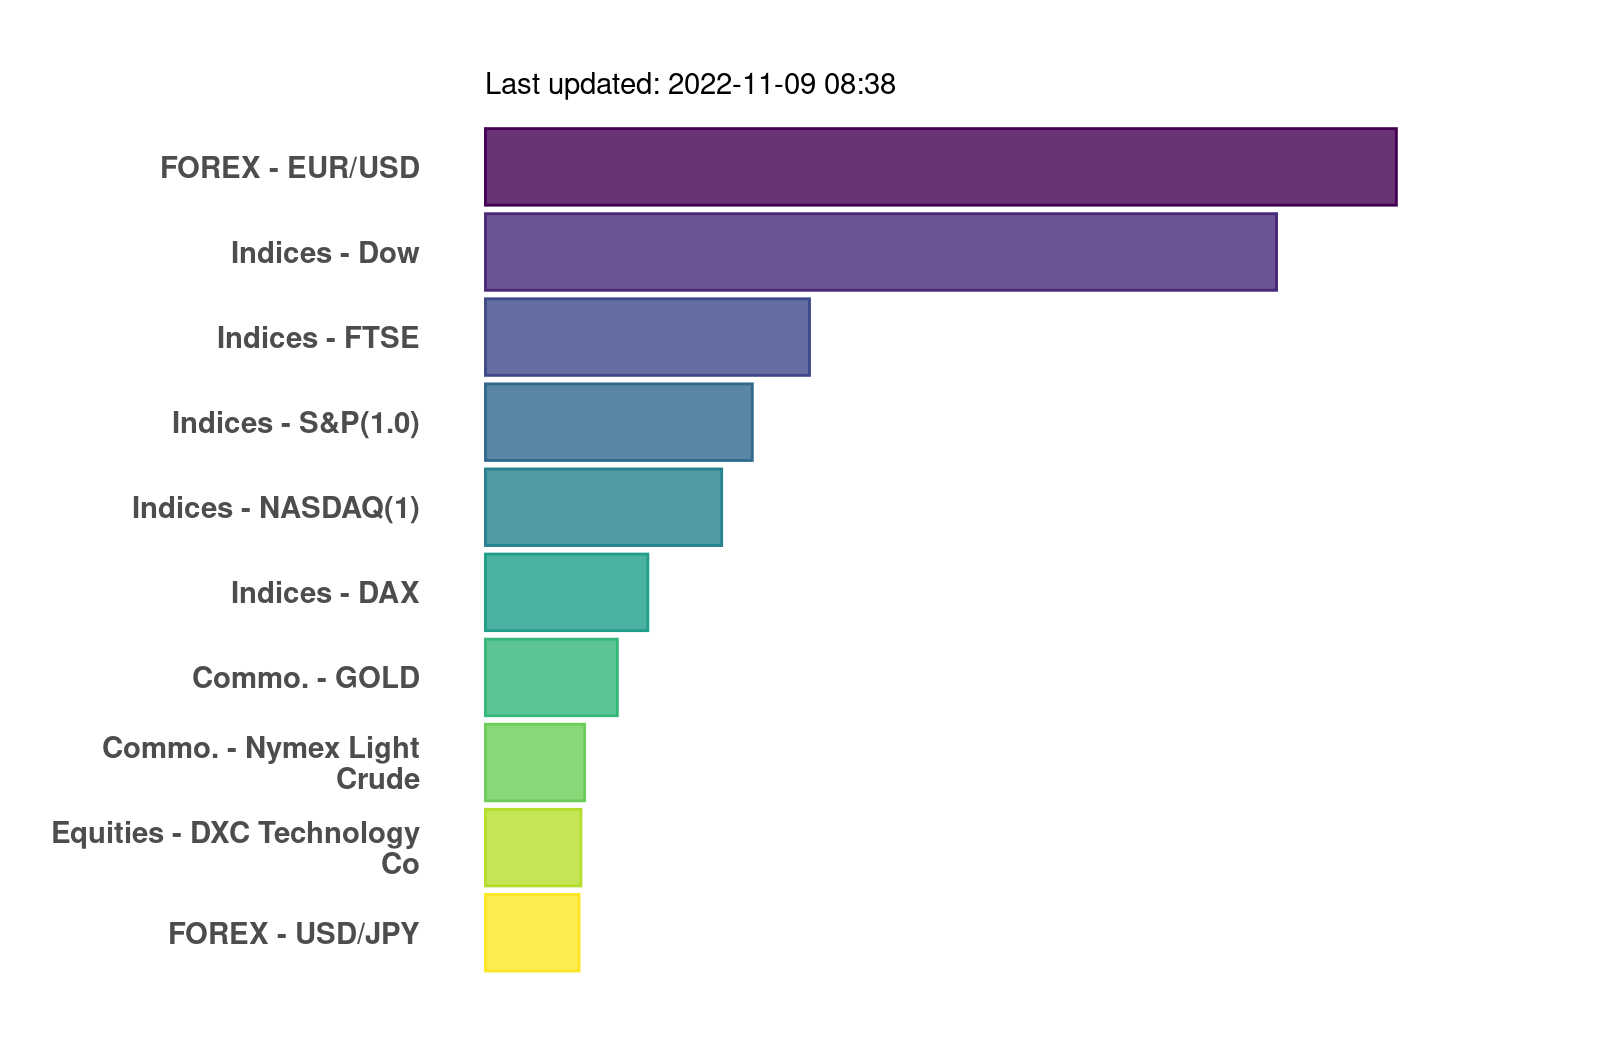 Last updated: 2022-11-09 08:38
FOREX - EUR/USD
Indices - Dow
Indices - FTSE
Indices - S&P(1.0)
Indices - NASDAQ(1)
Indices - DAX
Commo. - GOLD
Commo. - Nymex Light
Crude
Equities - DXC Technology
Co
FOREX - USD/JPY